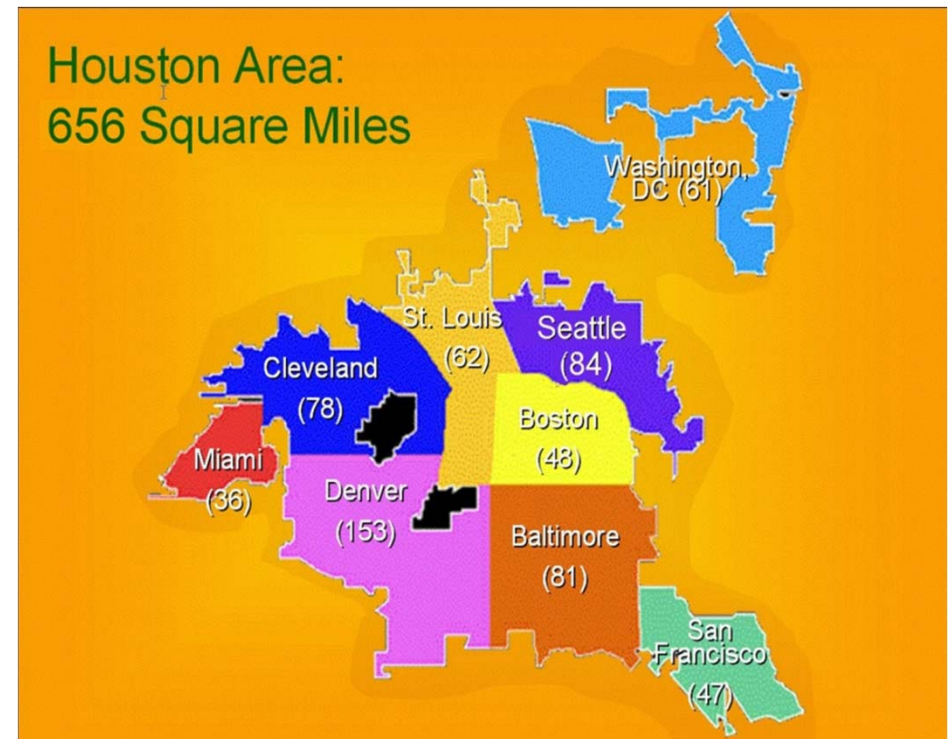 Houston Area:
656 Square Miles
Washington,
DC (61)
St. Louis
(62)
Seattle
(84)
Cleveland
(78)
Boston
(48)
Miami
(36)
Denver
(153)
Baltimore
(81)
San
Francisco
(47)